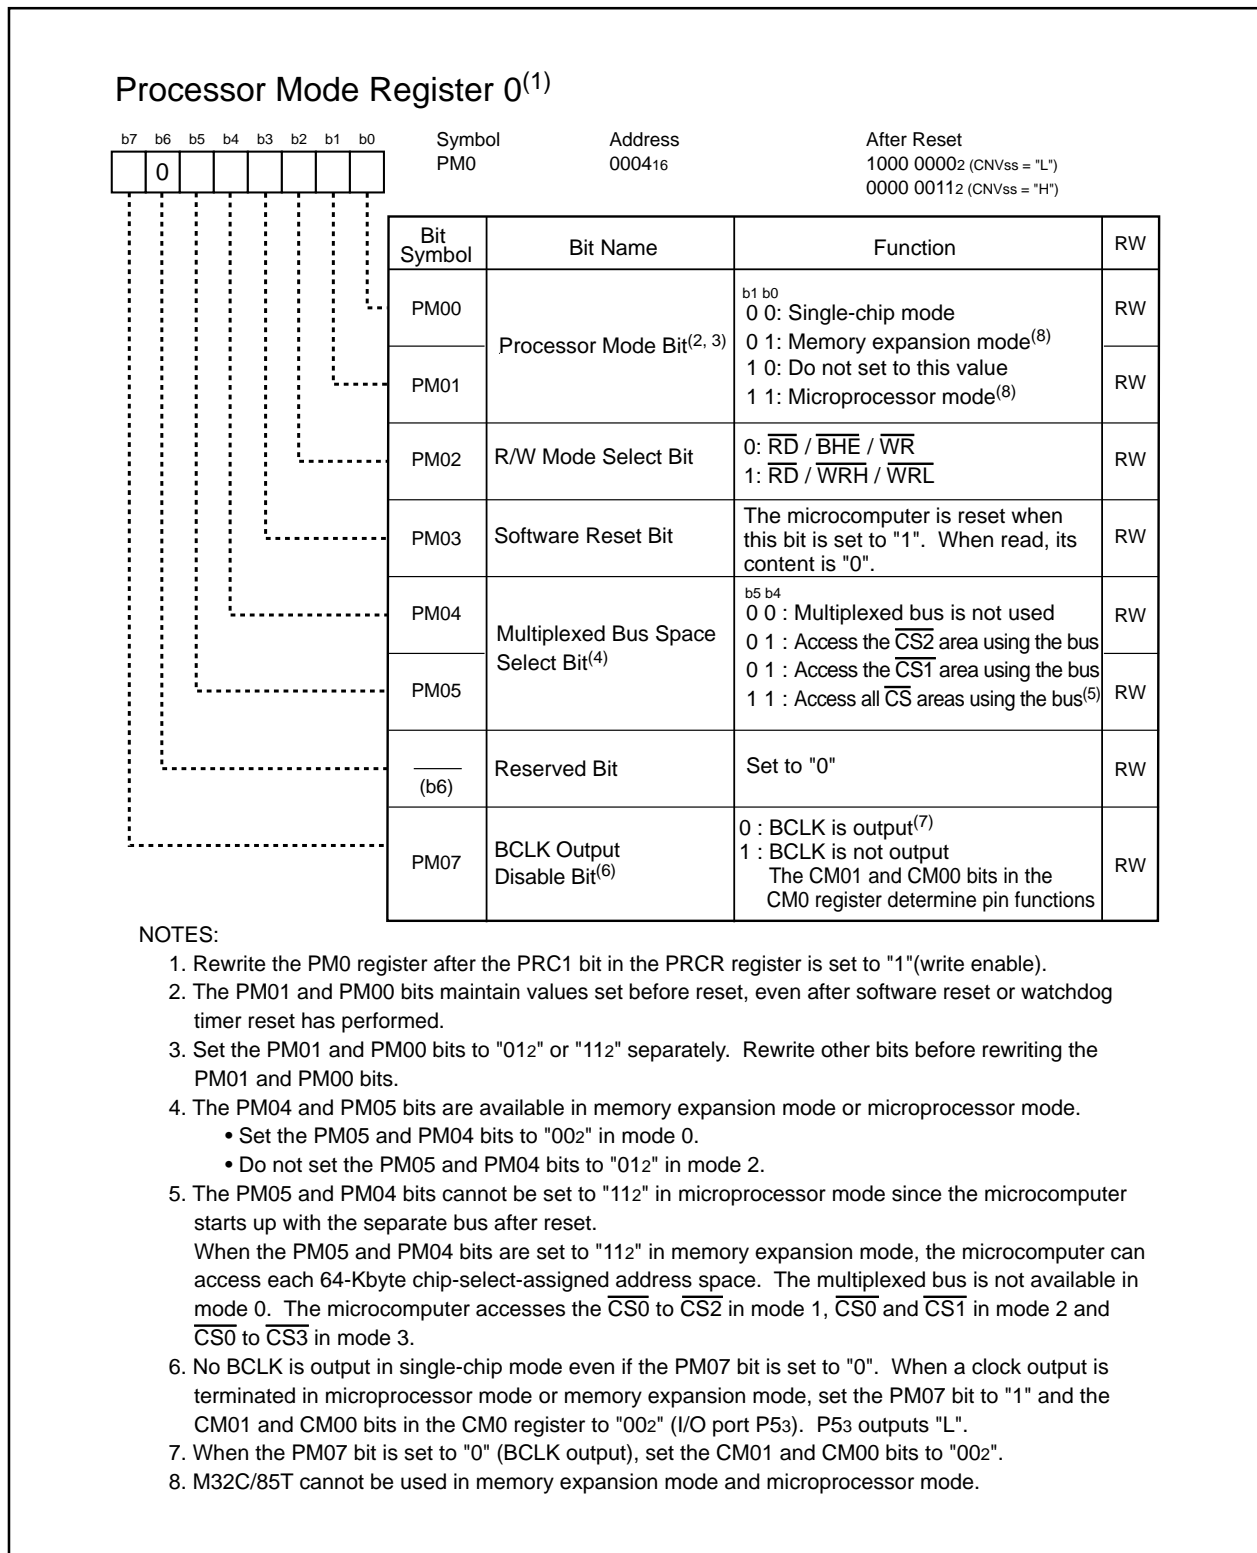 Processor Mode Register 0(1)
b7 b6 b5 b4 b3 b2 b1 b0
0
Symbol Address After Reset
PM0 000416 1000 00002 (CNVss = "L")
0000 00112 (CNVss = "H")
Bit Symbol Bit Name Function RW
PM00 RW
PM01 RW
Processor Mode Bit(2, 3)
b1 b0
0 0: Single-chip mode
0 1: Memory expansion mode(8)
1 0: Do not set to this value
1 1: Microprocessor mode(8)
PM02 R/W Mode Select Bit
0: RD / BHE / WR
1: RD / WRH / WRL
RW
PM03 Software Reset Bit
The microcomputer is reset when
this bit is set to "1". When read, its
content is "0".
RW
PM04 RW
PM05 RW
Multiplexed Bus Space
Select Bit(4)
b5 b4
0 0 : Multiplexed bus is not used
0 1 : Access the CS2 area using the bus
0 1 : Access the CS1 area using the bus
1 1 : Access all CS areas using the bus(5)
(b6) Reserved Bit Set to "0" RW
PM07 BCLK Output
Disable Bit(6)
0 : BCLK is output(7)
1 : BCLK is not output
The CM01 and CM00 bits in the
CM0 register determine pin functions
RW
NOTES:
1. Rewrite the PM0 register after the PRC1 bit in the PRCR register is set to "1"(write enable).
2. The PM01 and PM00 bits maintain values set before reset, even after software reset or watchdog
timer reset has performed.
3. Set the PM01 and PM00 bits to "012" or "112" separately. Rewrite other bits before rewriting the
PM01 and PM00 bits.
4. The PM04 and PM05 bits are available in memory expansion mode or microprocessor mode.
• Set the PM05 and PM04 bits to "002" in mode 0.
• Do not set the PM05 and PM04 bits to "012" in mode 2.
5. The PM05 and PM04 bits cannot be set to "112" in microprocessor mode since the microcomputer
starts up with the separate bus after reset.
When the PM05 and PM04 bits are set to "112" in memory expansion mode, the microcomputer can
access each 64-Kbyte chip-select-assigned address space. The multiplexed bus is not available in
mode 0. The microcomputer accesses the CS0 to CS2 in mode 1, CS0 and CS1 in mode 2 and
CS0 to CS3 in mode 3.
6. No BCLK is output in single-chip mode even if the PM07 bit is set to "0". When a clock output is
terminated in microprocessor mode or memory expansion mode, set the PM07 bit to "1" and the
CM01 and CM00 bits in the CM0 register to "002" (I/O port P53). P53 outputs "L".
7. When the PM07 bit is set to "0" (BCLK output), set the CM01 and CM00 bits to "002".
8. M32C/85T cannot be used in memory expansion mode and microprocessor mode.